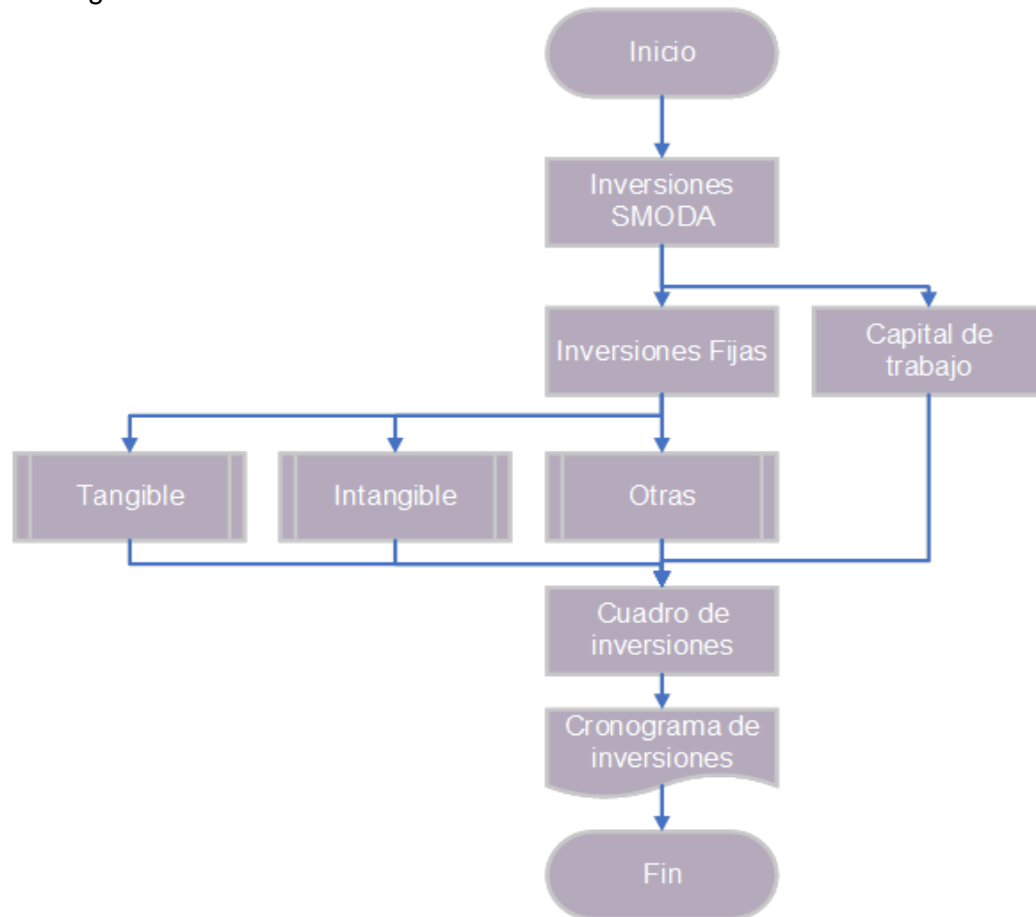 Inicio
Inversiones
SMODA
Inversiones Fijas
Capital de
trabajo
Tangible
Intangible
Otras
Cuadro de
inversiones
Cronograma de
inversiones
Fin